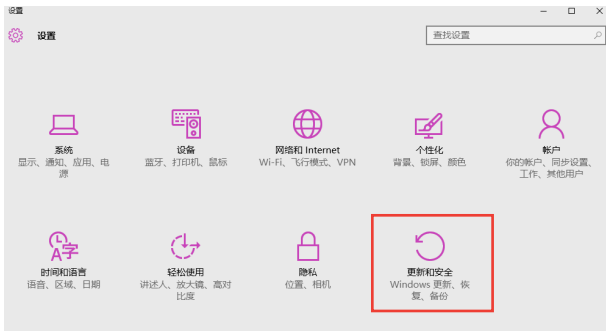 设置
设置
查找设置
系统
显示、通知、应用、电
源
设备
蓝牙、打印机、鼠标
网络和 Internet
Wi-Fi、飞行模式、VPN
个性化
背景、锁屏、颜色
帐户
你的帐户、同步设置、
工作、其他用户
时间和语言
语音、区域、日期
轻松使用
讲述人、放大镜、高对
比度
隐私
位置、相机
更新和安全
Windows 更新、恢
复、备份